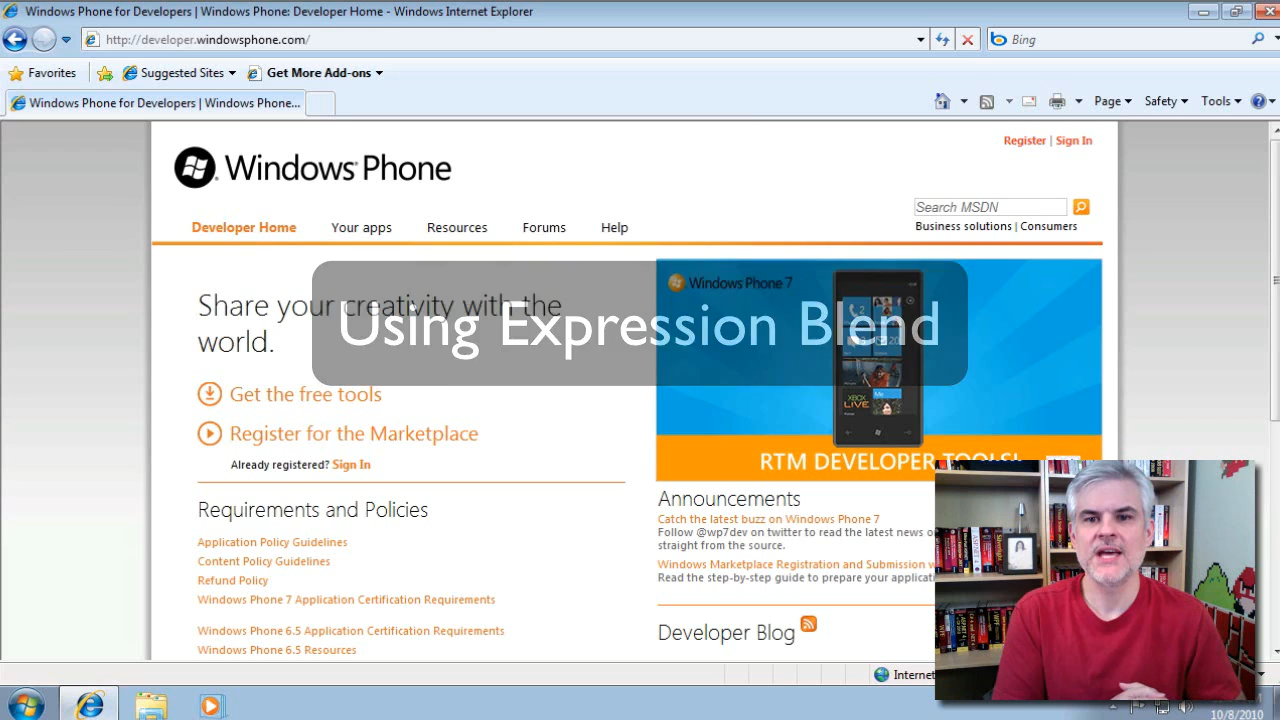 Windows Phone for Developers | Windows Phone: Developer Home - Windows Internet Explorer
http://developer.windowsphone.com/
Bing
Favorites
Suggested Sites
Get More Add-ons
Windows Phone for Developers | Windows Phone...
Page
Safety
Tools
Register | Sign In
Windows Phone
Search MSDN
Business solutions | Consumers
Developer Home
Your apps
Resources
Forums
Help
Share your creativity with the
world.
Using Expression Blend
Windows Phone 7
XBOX
LIVE
Me
Get the free tools
Register for the Marketplace
Already registered? Sign In
RTM DEVELOPER TOOLS!
Requirements and Policies
Application Policy Guidelines
Content Policy Guidelines
Refund Policy
Windows Phone 7 Application Certification Requirements
Windows Phone 6.5 Application Certification Requirements
Windows Phone 6.5 Resources
Announcements
Catch the latest buzz on Windows Phone 7
Follow @wp7dev on twitter to read the latest news
straight from the source.
Windows Marketplace Registration and Submission
Read the step-by-step guide to prepare your
Developer Blog
Internet
10/8/2010